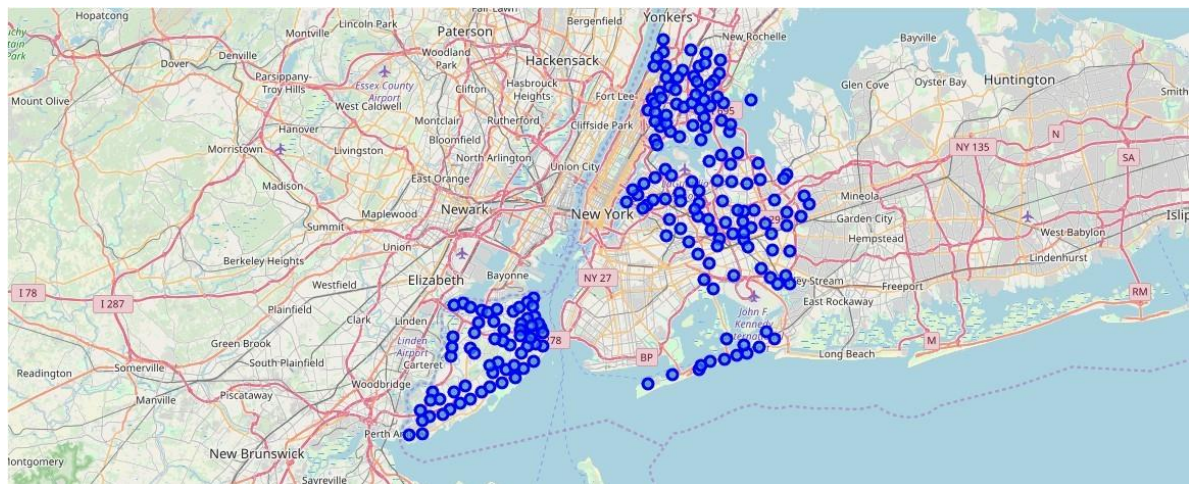 Hopatcong
Lincoln Park
Paterson
Fair Lawn
Bergenfield
Yonkers
New Rochelle
Bayville
Montville
Denville
Dover
Parsippany-
Troy Hills
Woodland
Park
Hackensack
Huntington
Glen Cove
Oyster Bay
Essex County
Airport
Clifton
Hasbrouck
Heights
Fort Lee
Mount Olive
West Caldwell
Rutherford
Montclair
Hanover
Bloomfield
Cliffside Park
N
NY 135
SA
Morristown
Livingston
North Arlington
Union City
East Orange
Madison
Mineola
Newark
New York
Garden City
Maplewood
Summit
Union
Hempstead
West Babylon
Islip
Berkeley Heights
Lindenhurst
Elizabeth
Bayonne
NY 27
Westfield
Freeport
I 78
I 287
Plainfield
Clark
Linden
East Rockaway
RM
John F.
Linden
Airport
Green Brook
South Plainfield
Carteret
278
BP
M
Long Beach
Readington
Somerville
Woodbridge
Manville
Piscataway
New Brunswick
Montgomery
Sayreville